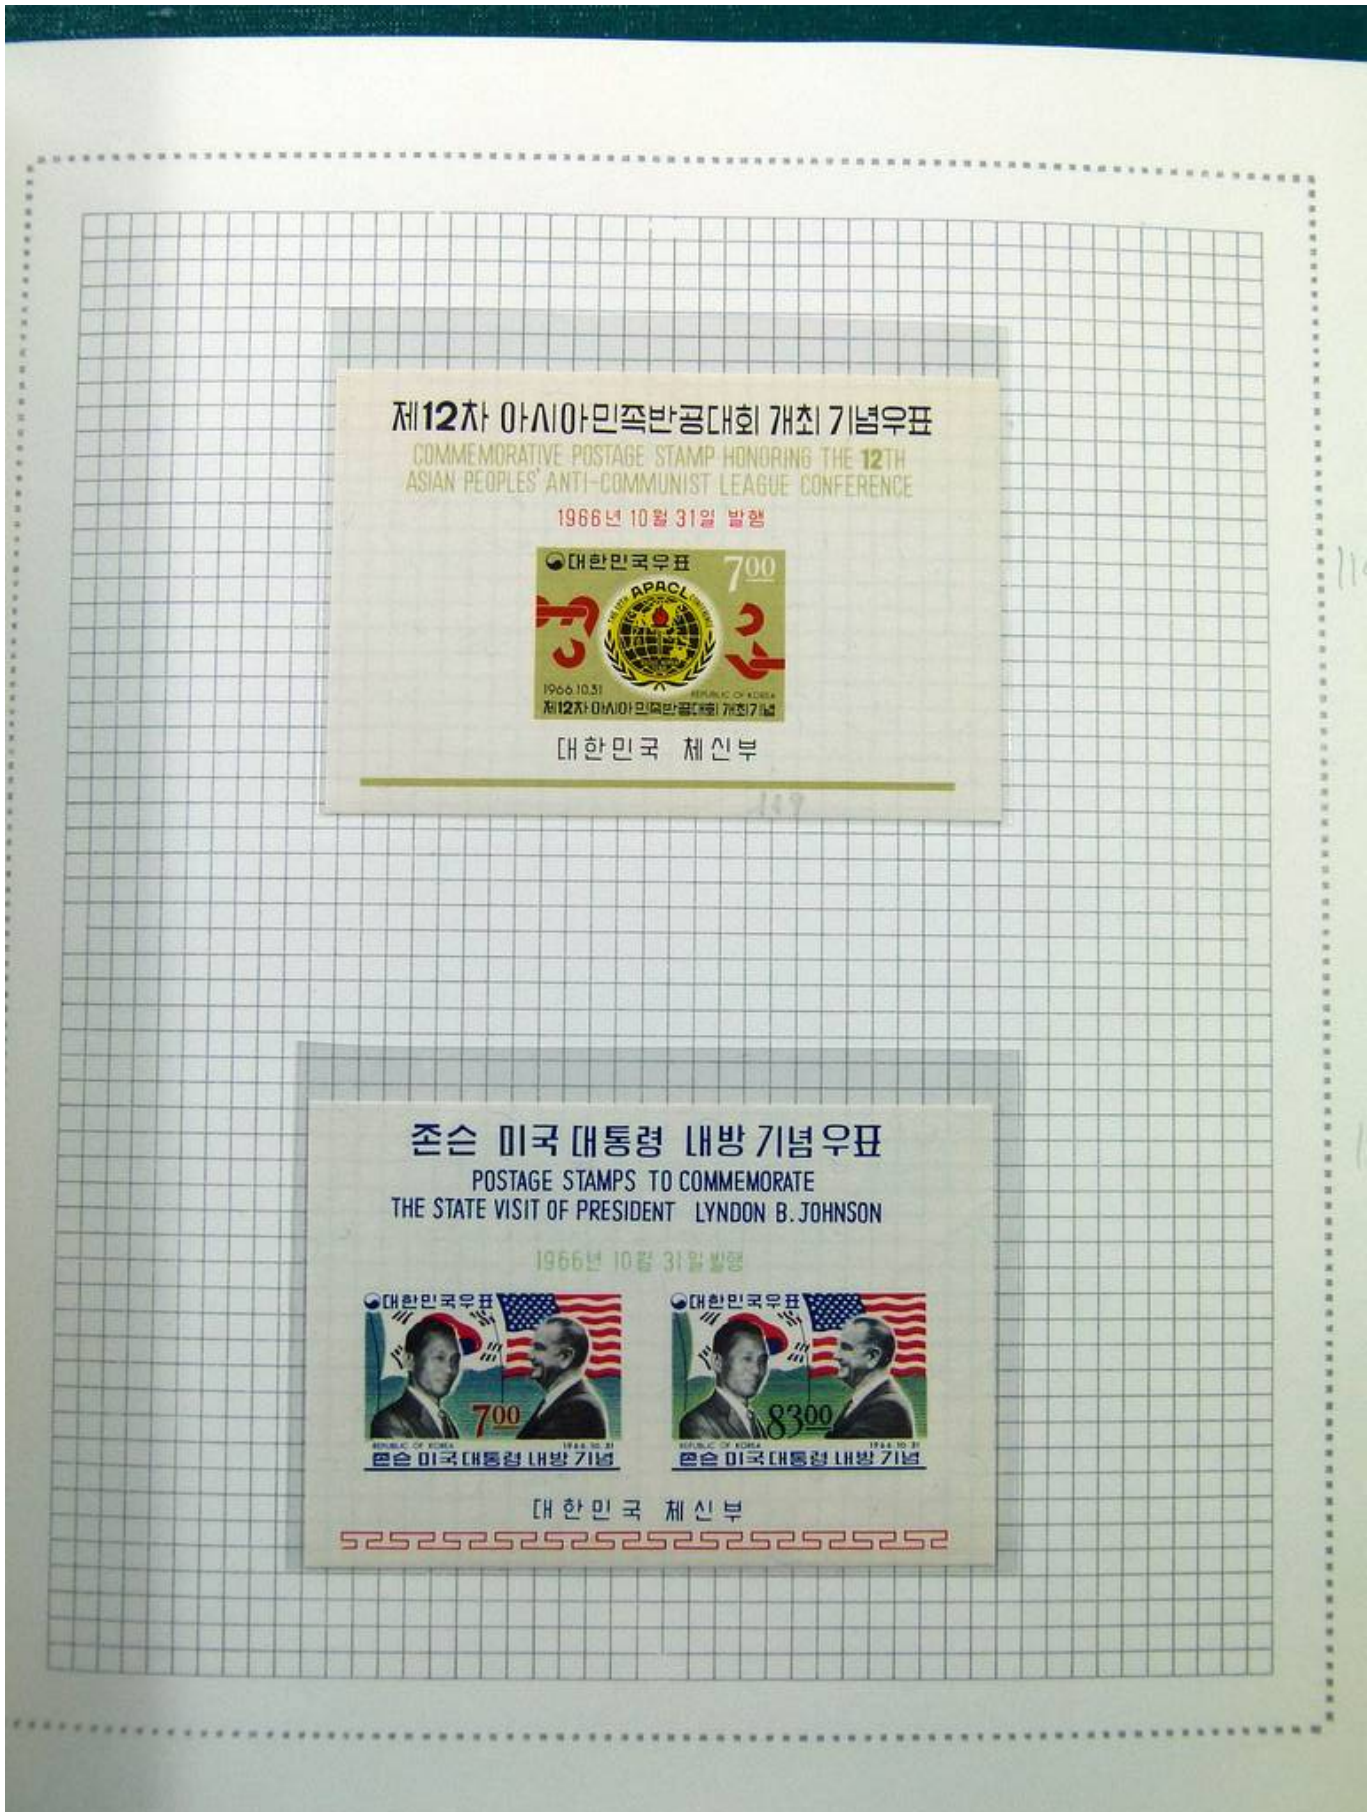 제12차 아시아민족반공대회 개최 기념우표
COMMEMORATIVE POSTAGE STAMP HONORING THE 12TH
ASIAN PEOPLES' ANTI-COMMUNIST LEAGUE CONFERENCE
1966년 10월 31일 발행
대한민국우표 700
THE 12TH APACL CONFERENCE
1966.10.31 REPUBLIC OF KOREA
제12차 아시아 민족반공대회 개최기념
대한민국 체신부
119
존슨 미국 대통령 내방 기념우표
POSTAGE STAMPS TO COMMEMORATE
THE STATE VISIT OF PRESIDENT LYNDON B. JOHNSON
1966년 10월 31일 발행
대한민국우표
700
REPUBLIC OF KOREA 1966.10.31
존슨 미국대통령 내방 기념
대한민국우표
8300
REPUBLIC OF KOREA 1966.10.31
존슨 미국대통령 내방 기념
대한민국 체신부